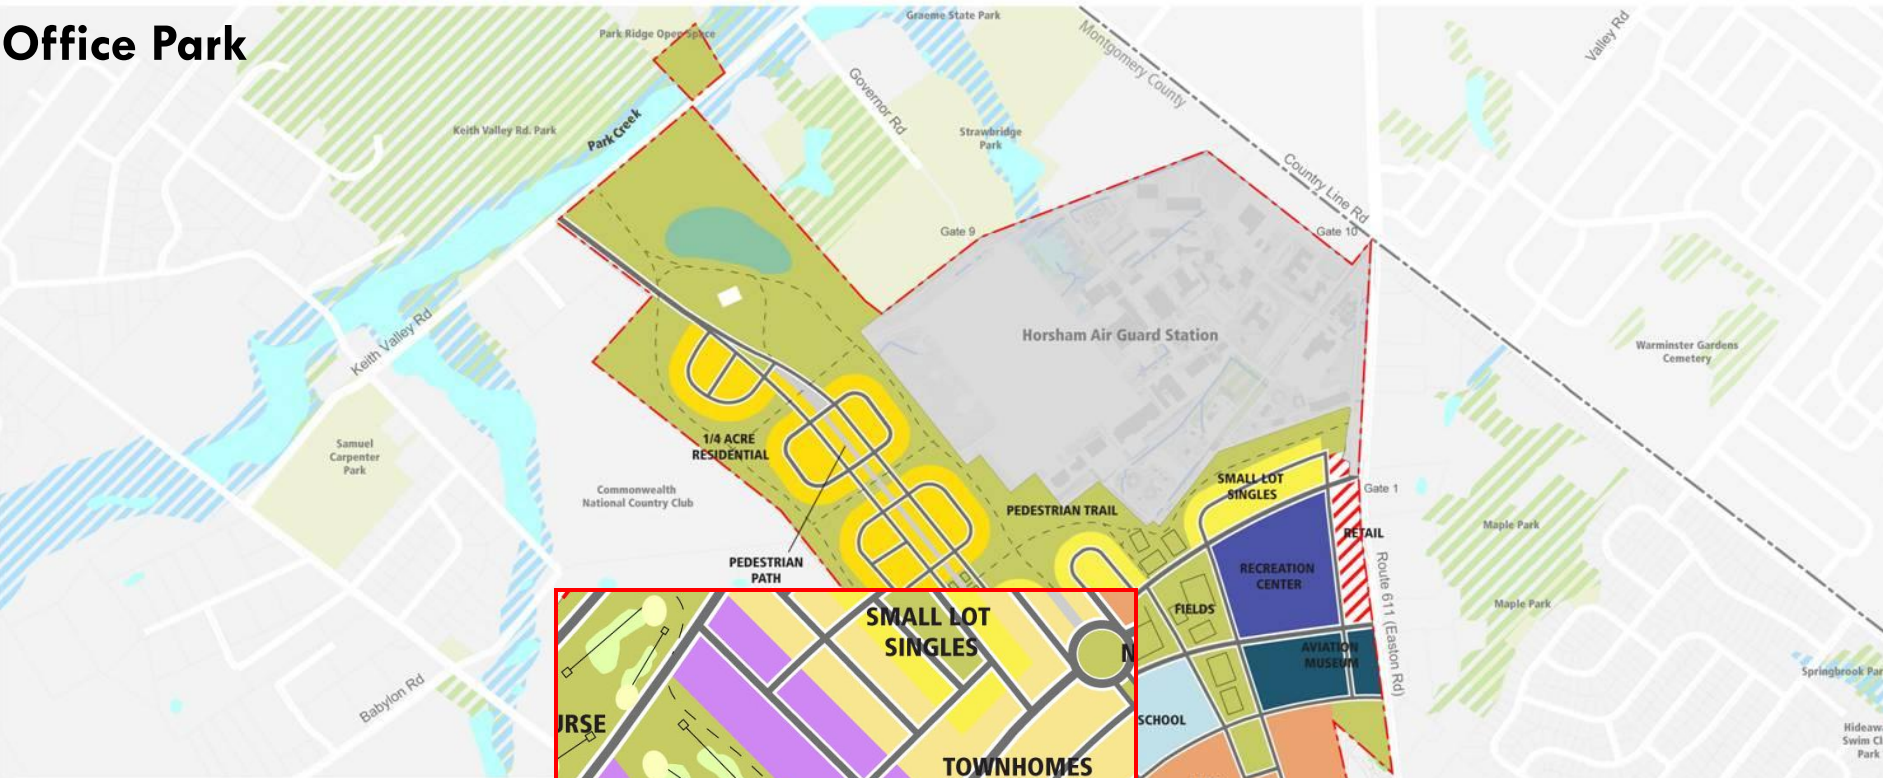 Office Park
Graeme State Park
Park Ridge Open Space
Valley Rd
Montgomery County
Governor Rd
Keith Valley Rd. Park
Park Creek
Strawbridge
Park
Country Line Rd
Gate 9
Gate 10
Horsham Air Guard Station
Keith Valley Rd
Warminster Gardens
Cemetery
1/4 ACRE
RESIDENTIAL
Samuel
Carpenter
Park
Commonwealth
National Country Club
SMALL LOT
SINGLES
Gate 1
PEDESTRIAN TRAIL
RETAIL
Maple Park
PEDESTRIAN
PATH
RECREATION
CENTER
Route 611 (Easton Rd)
FIELDS
Maple Park
SMALL LOT
SINGLES
N
AVIATION
MUSEUM
Springbrook Par
Babylon Rd
URSE
SCHOOL
Hideaw
Swim Cl
Park
TOWNHOMES